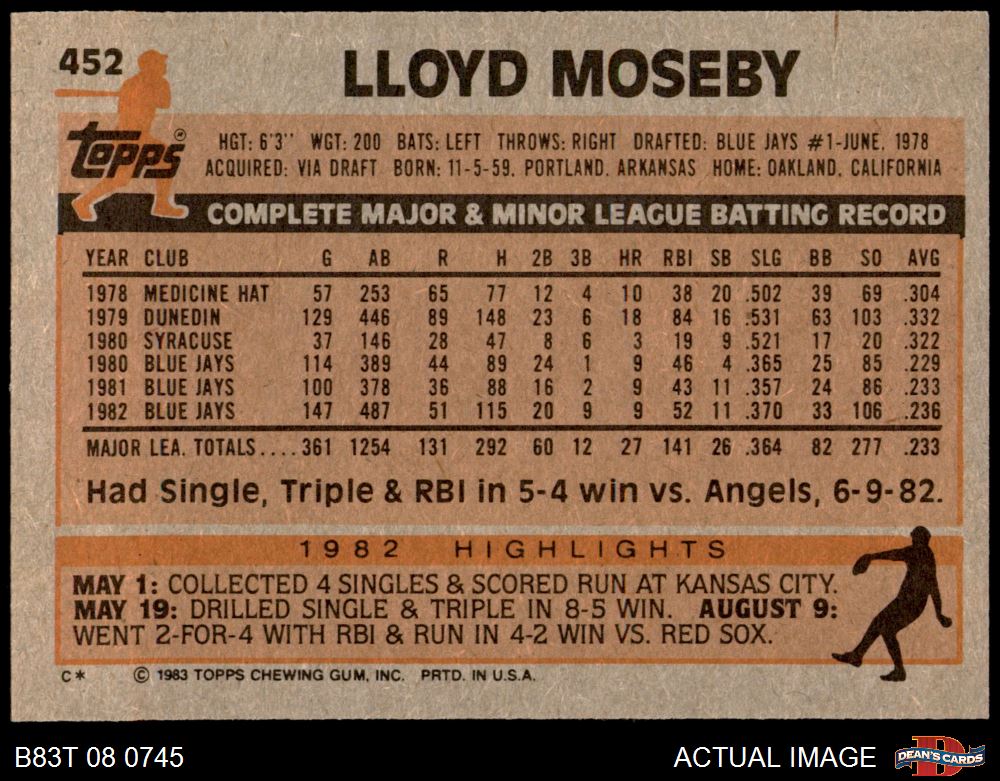 452
LLOYD MOSEBY
Topps®
HGT: 6'3'' WGT: 200 BATS: LEFT THROWS: RIGHT DRAFTED: BLUE JAYS #1-JUNE, 1978
ACQUIRED: VIA DRAFT BORN: 11-5-59, PORTLAND, ARKANSAS HOME: OAKLAND, CALIFORNIA
COMPLETE MAJOR & MINOR LEAGUE BATTING RECORD
YEAR CLUB G AB R H 2B 3B HR RBI SB SLG BB SO AVG
1978 MEDICINE HAT 57 253 65 77 12 4 10 38 20 .502 39 69 .304
1979 DUNEDIN 129 446 89 148 23 6 18 84 16 .531 63 103 .332
1980 SYRACUSE 37 146 28 47 8 6 3 19 9 .521 17 20 .322
1980 BLUE JAYS 114 389 44 89 24 1 9 46 4 .365 25 85 .229
1981 BLUE JAYS 100 378 36 88 16 2 9 43 11 .357 24 86 .233
1982 BLUE JAYS 147 487 51 115 20 9 9 52 11 .370 33 106 .236
MAJOR LEA. TOTALS.... 361 1254 131 292 60 12 27 141 26 .364 82 277 .233
Had Single, Triple & RBI in 5-4 win vs. Angels, 6-9-82.
1982 HIGHLIGHTS
MAY 1: COLLECTED 4 SINGLES & SCORED RUN AT KANSAS CITY.
MAY 19: DRILLED SINGLE & TRIPLE IN 8-5 WIN. AUGUST 9:
WENT 2-FOR-4 WITH RBI & RUN IN 4-2 WIN VS. RED SOX.
C* © 1983 TOPPS CHEWING GUM, INC. PRTD. IN U.S.A.
B83T 08 0745
ACTUAL IMAGE
D
DEAN'S CARDS